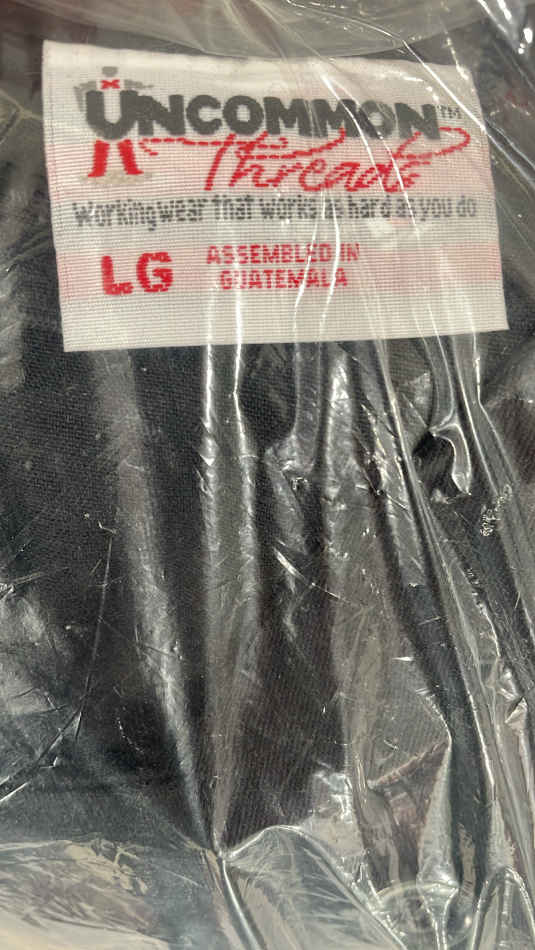 UNCOMMON™
Threads
Workingwear that works as hard as you do
LG
ASSEMBLED IN
GUATEMALA